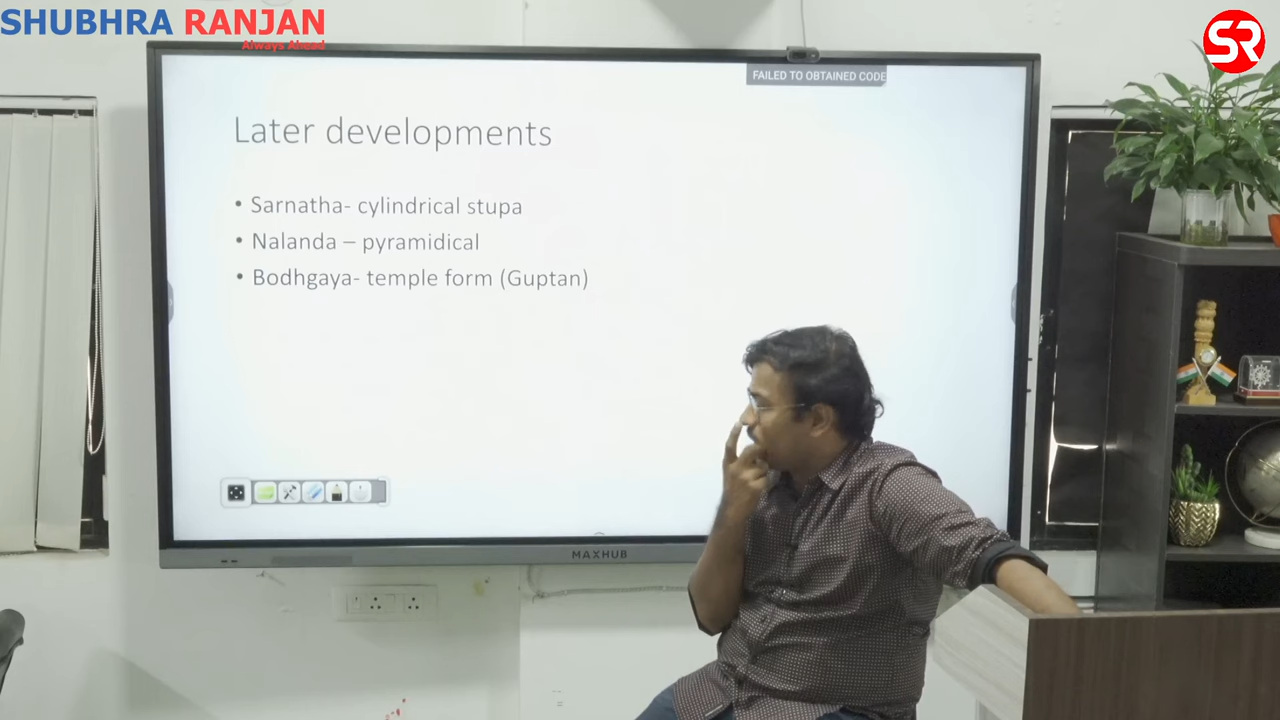 SHUBHRA RANJAN
Always Ahead
SR
FAILED TO OBTAINED CODE
Later developments
• Sarnatha- cylindrical stupa
• Nalanda – pyramidical
• Bodhgaya- temple form (Guptan)
MAXHUB